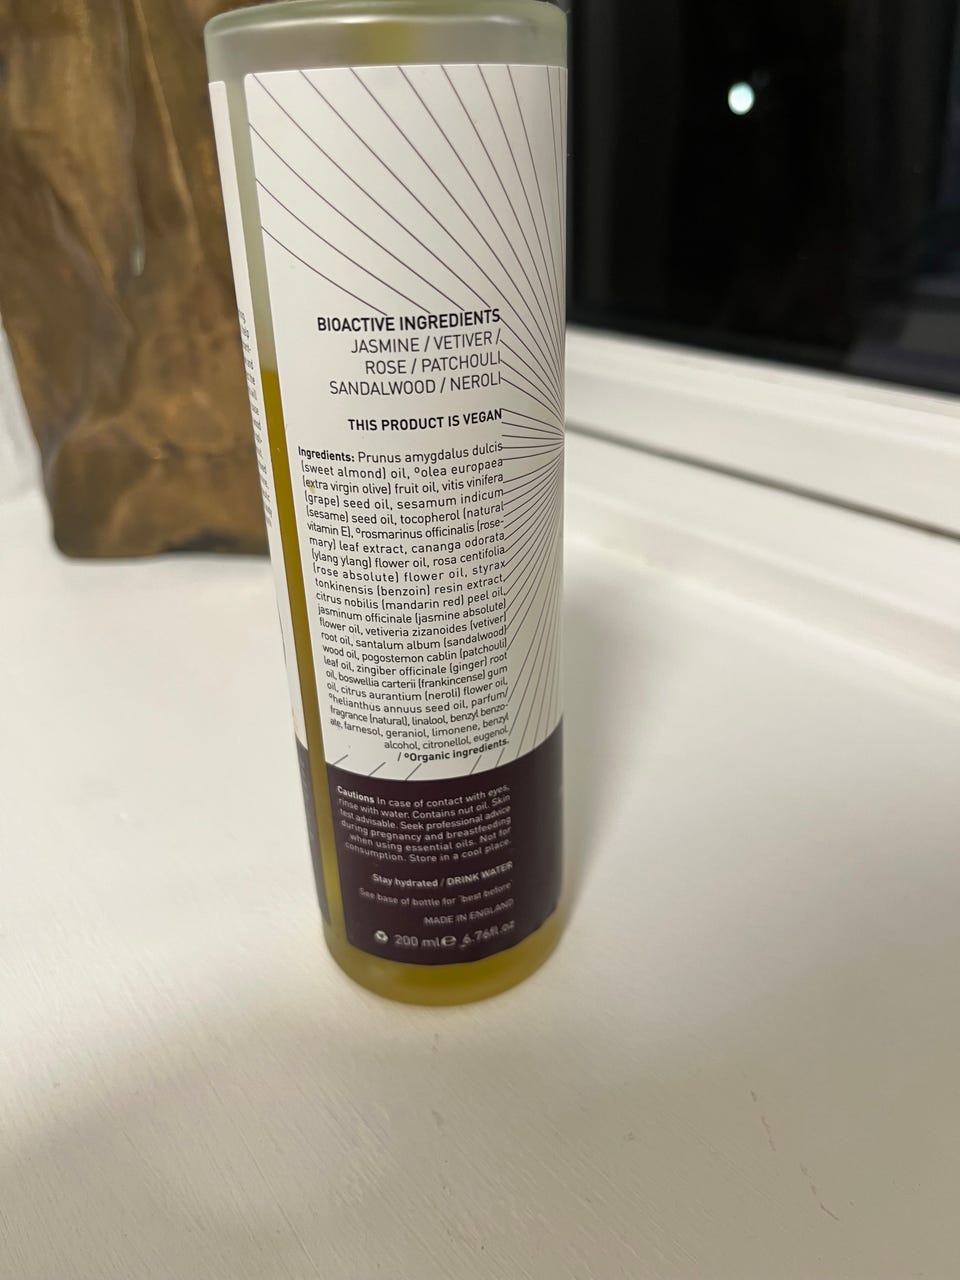 BIOACTIVE INGREDIENTS
JASMINE / VETIVER /
ROSE / PATCHOULI
SANDALWOOD / NEROLI
THIS PRODUCT IS VEGAN
Ingredients: Prunus amygdalus dulcis
(sweet almond) oil, ºolea europaea
(extra virgin olive) fruit oil, vitis vinifera
(grape) seed oil, sesamum indicum
(sesame) seed oil, tocopherol (natural
vitamin E), ºrosmarinus officinalis (rose-
mary) leaf extract, cananga odorata
(ylang ylang) flower oil, rosa centifolia
(rose absolute) flower oil, styrax
tonkinensis (benzoin) resin extract,
citrus nobilis (mandarin red) peel oil,
jasminum officinale (jasmine absolute)
flower oil, vetiveria zizanoides (vetiver)
root oil, santalum album (sandalwood)
wood oil, pogostemon cablin (patchouli)
leaf oil, zingiber officinale (ginger) root
oil, boswellia carterii (frankincense) gum
oil, citrus aurantium (neroli) flower oil,
ºhelianthus annuus seed oil, parfum/
fragrance (natural), linalool, benzyl benzo-
ate, farnesol, geraniol, limonene, benzyl
alcohol, citronellol, eugenol
/ ºOrganic ingredients.
Cautions In case of contact with eyes,
rinse with water. Contains nut oil. Skin
test advisable. Seek professional advice
during pregnancy and breastfeeding
when using essential oils. Not for
consumption. Store in a cool place.
Stay hydrated / DRINK WATER
See base of bottle for 'best before'
MADE IN ENGLAND
200 ml ℮ 6.76fl.oz